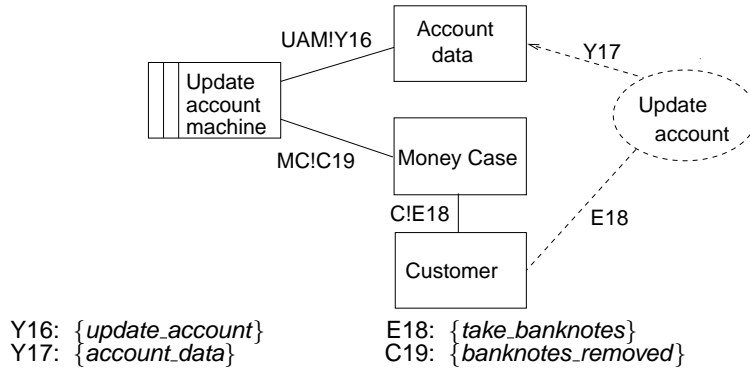 UAM!Y16
Account
data
Y17
Update
account
machine
Update
account
MC!C19
Money Case
C!E18
E18
Customer
Y16: {update_account}
E18: {take_banknotes}
Y17: {account_data}
C19: {banknotes_removed}